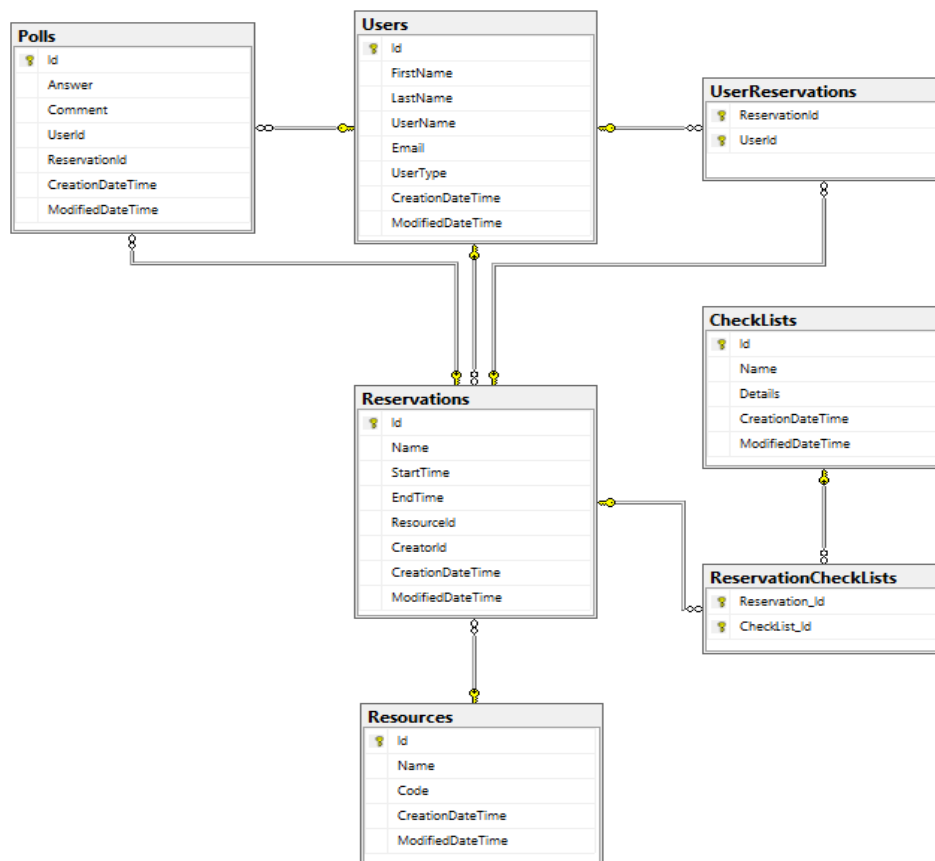 Polls
Id
Answer
Comment
UserId
ReservationId
CreationDateTime
ModifiedDateTime
Users
Id
FirstName
LastName
UserName
Email
UserType
CreationDateTime
ModifiedDateTime
UserReservations
ReservationId
UserId
CheckLists
Id
Name
Details
CreationDateTime
ModifiedDateTime
Reservations
Id
Name
StartTime
EndTime
ResourceId
CreatorId
CreationDateTime
ModifiedDateTime
ReservationCheckLists
Reservation_Id
CheckList_Id
Resources
Id
Name
Code
CreationDateTime
ModifiedDateTime